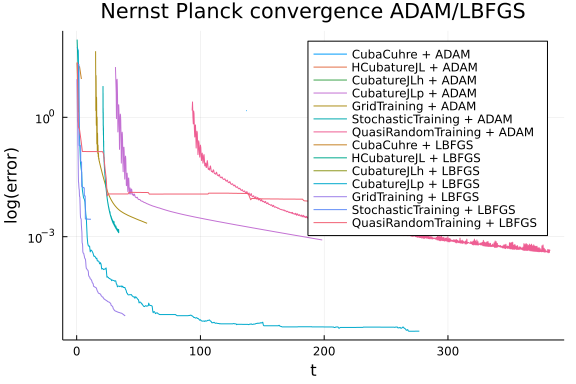 Nernst Planck convergence ADAM/LBFGS
CubaCuhre + ADAM
HCubatureJL + ADAM
CubatureJLh + ADAM
CubatureJLp + ADAM
GridTraining + ADAM
StochasticTraining + ADAM
QuasiRandomTraining + ADAM
CubaCuhre + LBFGS
HCubatureJL + LBFGS
CubatureJLh + LBFGS
CubatureJLp + LBFGS
GridTraining + LBFGS
StochasticTraining + LBFGS
QuasiRandomTraining + LBFGS
log(error)
10⁰
10⁻³
0 100 200 300
t